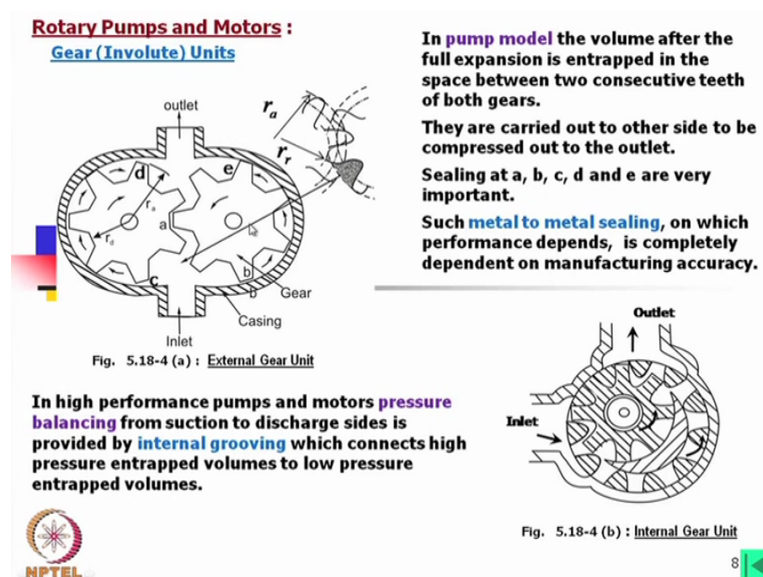 Rotary Pumps and Motors :
Gear (Involute) Units
In pump model the volume after the
full expansion is entrapped in the
space between two consecutive teeth
of both gears.
They are carried out to other side to be
compressed out to the outlet.
Sealing at a, b, c, d and e are very
important.
Such metal to metal sealing, on which
performance depends, is completely
dependent on manufacturing accuracy.
outlet
rₐ
rᵣ
d
e
rₐ
a
r_d
c
b
b
Gear
Casing
Inlet
Fig. 5.18-4 (a) : External Gear Unit
In high performance pumps and motors pressure
balancing from suction to discharge sides is
provided by internal grooving which connects high
pressure entrapped volumes to low pressure
entrapped volumes.
Outlet
Inlet
Fig. 5.18-4 (b) : Internal Gear Unit
NPTEL
8